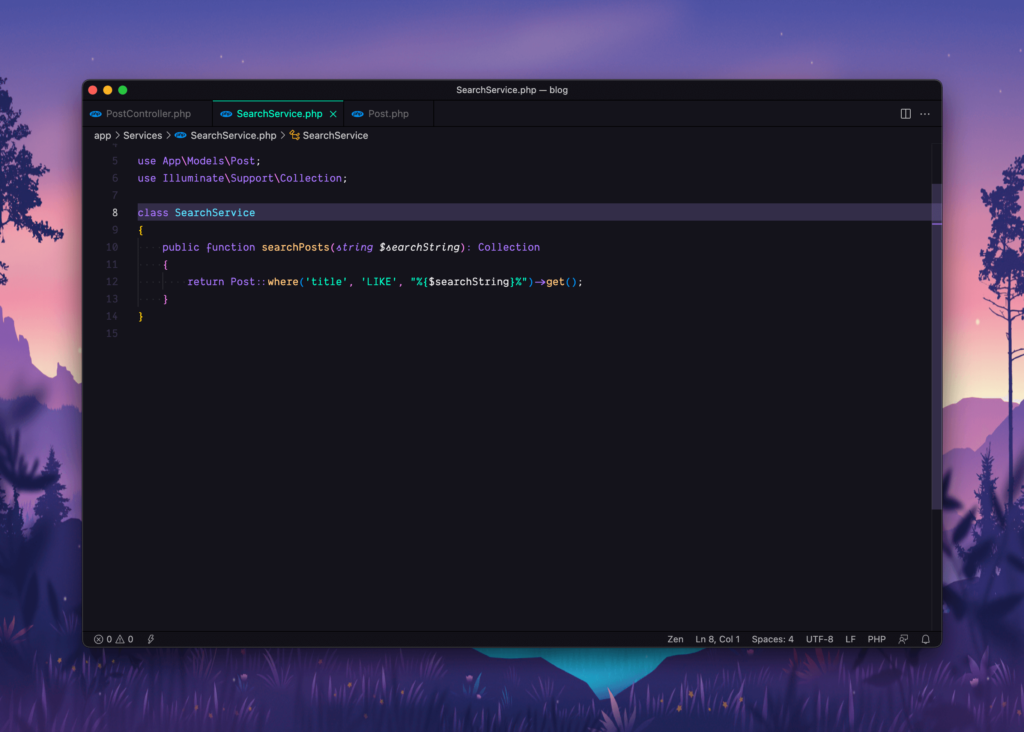 SearchService.php — blog
PostController.php SearchService.php Post.php
app > Services > SearchService.php > SearchService
5 use App\Models\Post;
6 use Illuminate\Support\Collection;
7
8 class SearchService
9 {
10 public function searchPosts(string $searchString): Collection
11 {
12 return Post::where('title', 'LIKE', "%{$searchString}%")->get();
13 }
14 }
15
0 0 Zen Ln 8, Col 1 Spaces: 4 UTF-8 LF PHP